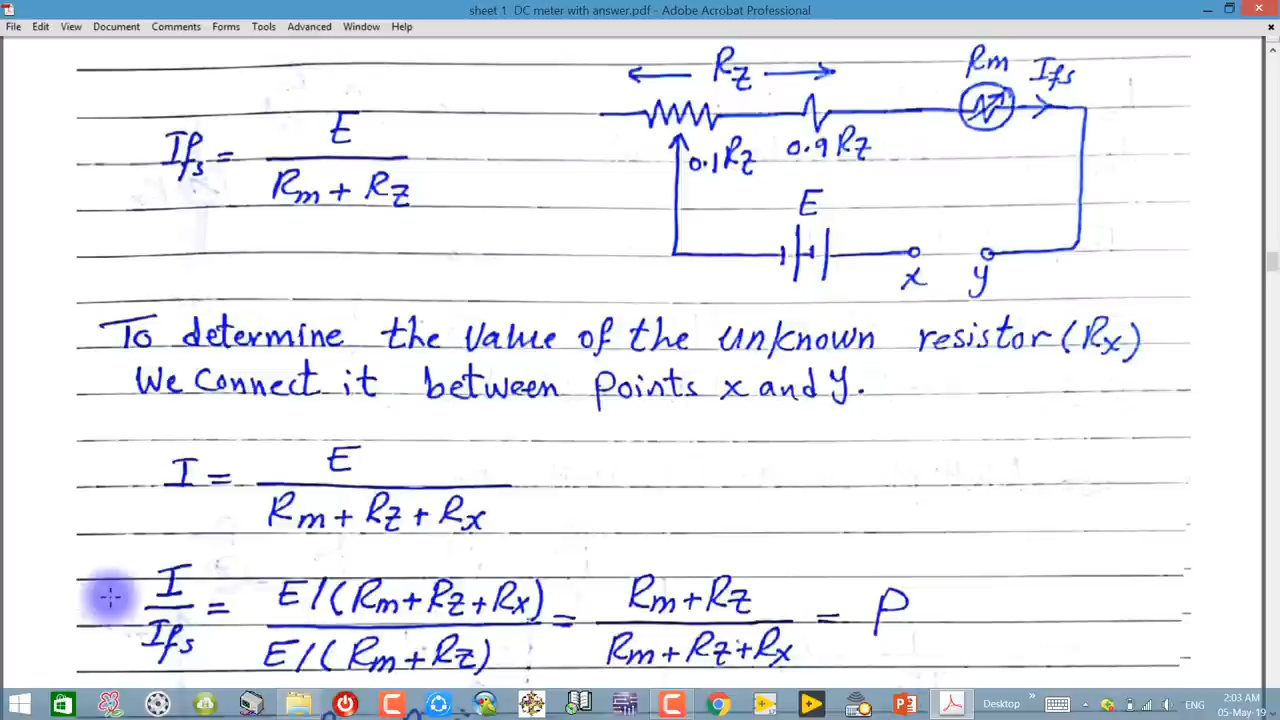 sheet 1 DC meter with answer.pdf - Adobe Acrobat Professional
File Edit View Document Comments Forms Tools Advanced Window Help
Rz
Rm
Ifs
0.1Rz
0.9Rz
Ifs = E / (Rm + Rz)
E
x
y
To determine the value of the unknown resistor (Rx)
We Connect it between points x and y.
I = E / (Rm + Rz + Rx)
I / Ifs = E/(Rm+Rz+Rx) / E/(Rm+Rz) = Rm+Rz / Rm+Rz+Rx = P
Desktop
ENG
2:03 AM
05-May-19